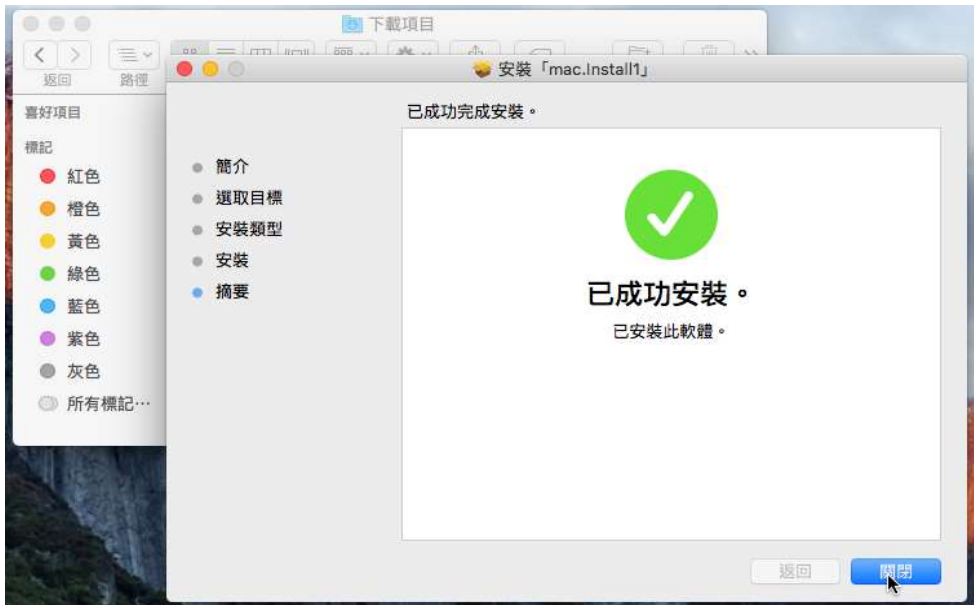 下載項目
返回
路徑
喜好項目
標記
紅色
橙色
黃色
綠色
藍色
紫色
灰色
所有標記…
安裝「mac.Install1」
已成功完成安裝。
簡介
選取目標
安裝類型
安裝
摘要
已成功安裝。
已安裝此軟體。
返回
關閉